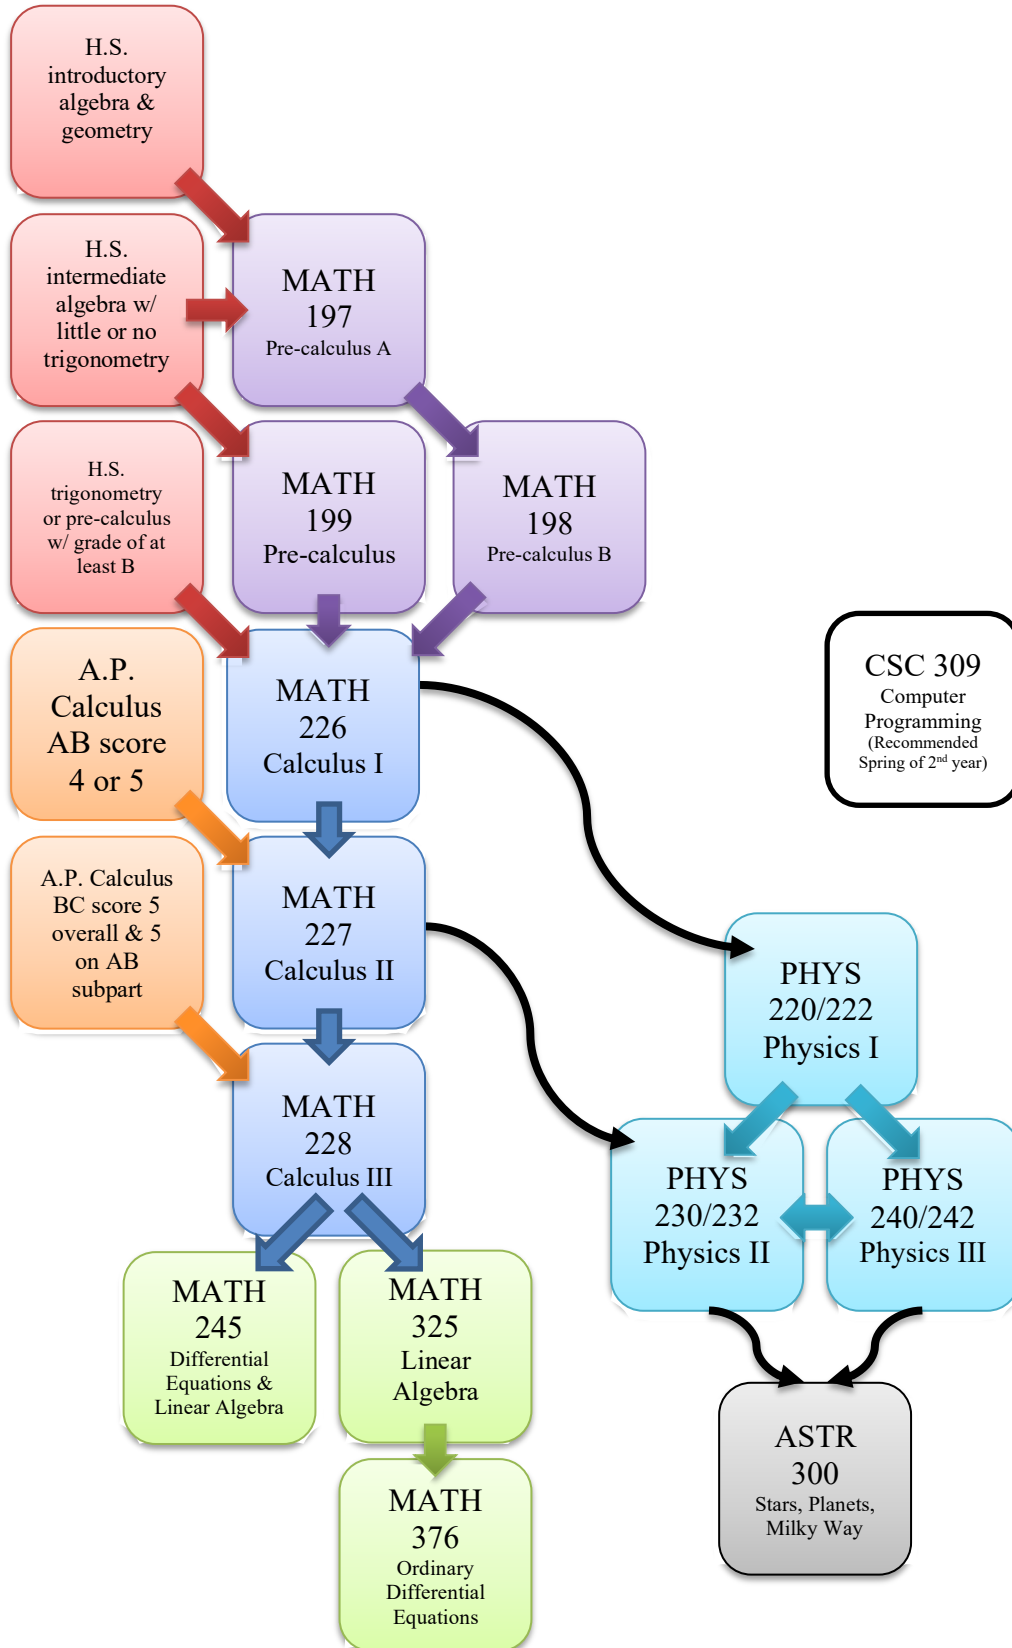 H.S.
introductory
algebra &
geometry
H.S.
intermediate
algebra w/
little or no
trigonometry
MATH
197
Pre-calculus A
H.S.
trigonometry
or pre-calculus
w/ grade of at
least B
MATH
199
Pre-calculus
MATH
198
Pre-calculus B
A.P.
Calculus
AB score
4 or 5
MATH
226
Calculus I
CSC 309
Computer
Programming
(Recommended
Spring of 2nd year)
A.P. Calculus
BC score 5
overall & 5
on AB
subpart
MATH
227
Calculus II
PHYS
220/222
Physics I
MATH
228
Calculus III
PHYS
230/232
Physics II
PHYS
240/242
Physics III
MATH
245
Differential
Equations &
Linear Algebra
MATH
325
Linear
Algebra
ASTR
300
Stars, Planets,
Milky Way
MATH
376
Ordinary
Differential
Equations